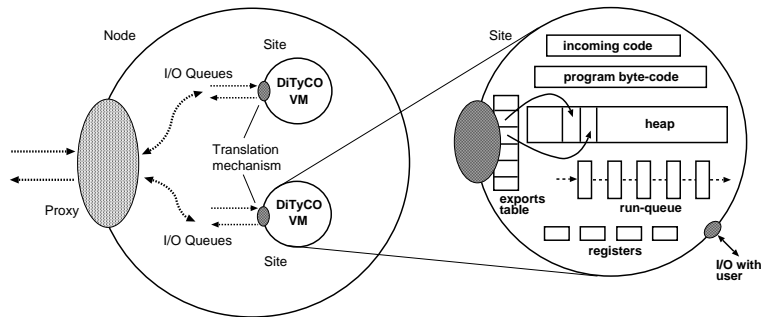 Node
Site
I/O Queues
DiTyCO
VM
Translation
mechanism
Proxy
DiTyCO
VM
I/O Queues
Site
Site
incoming code
program byte-code
heap
exports
table
run-queue
registers
I/O with
user